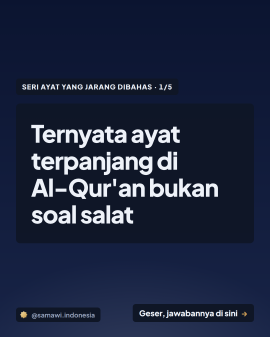 SERI AYAT YANG JARANG DIBAHAS · 1/5
Ternyata ayat
terpanjang di
Al-Qur'an bukan
soal salat
@samawi.indonesia
Geser, jawabannya di sini →